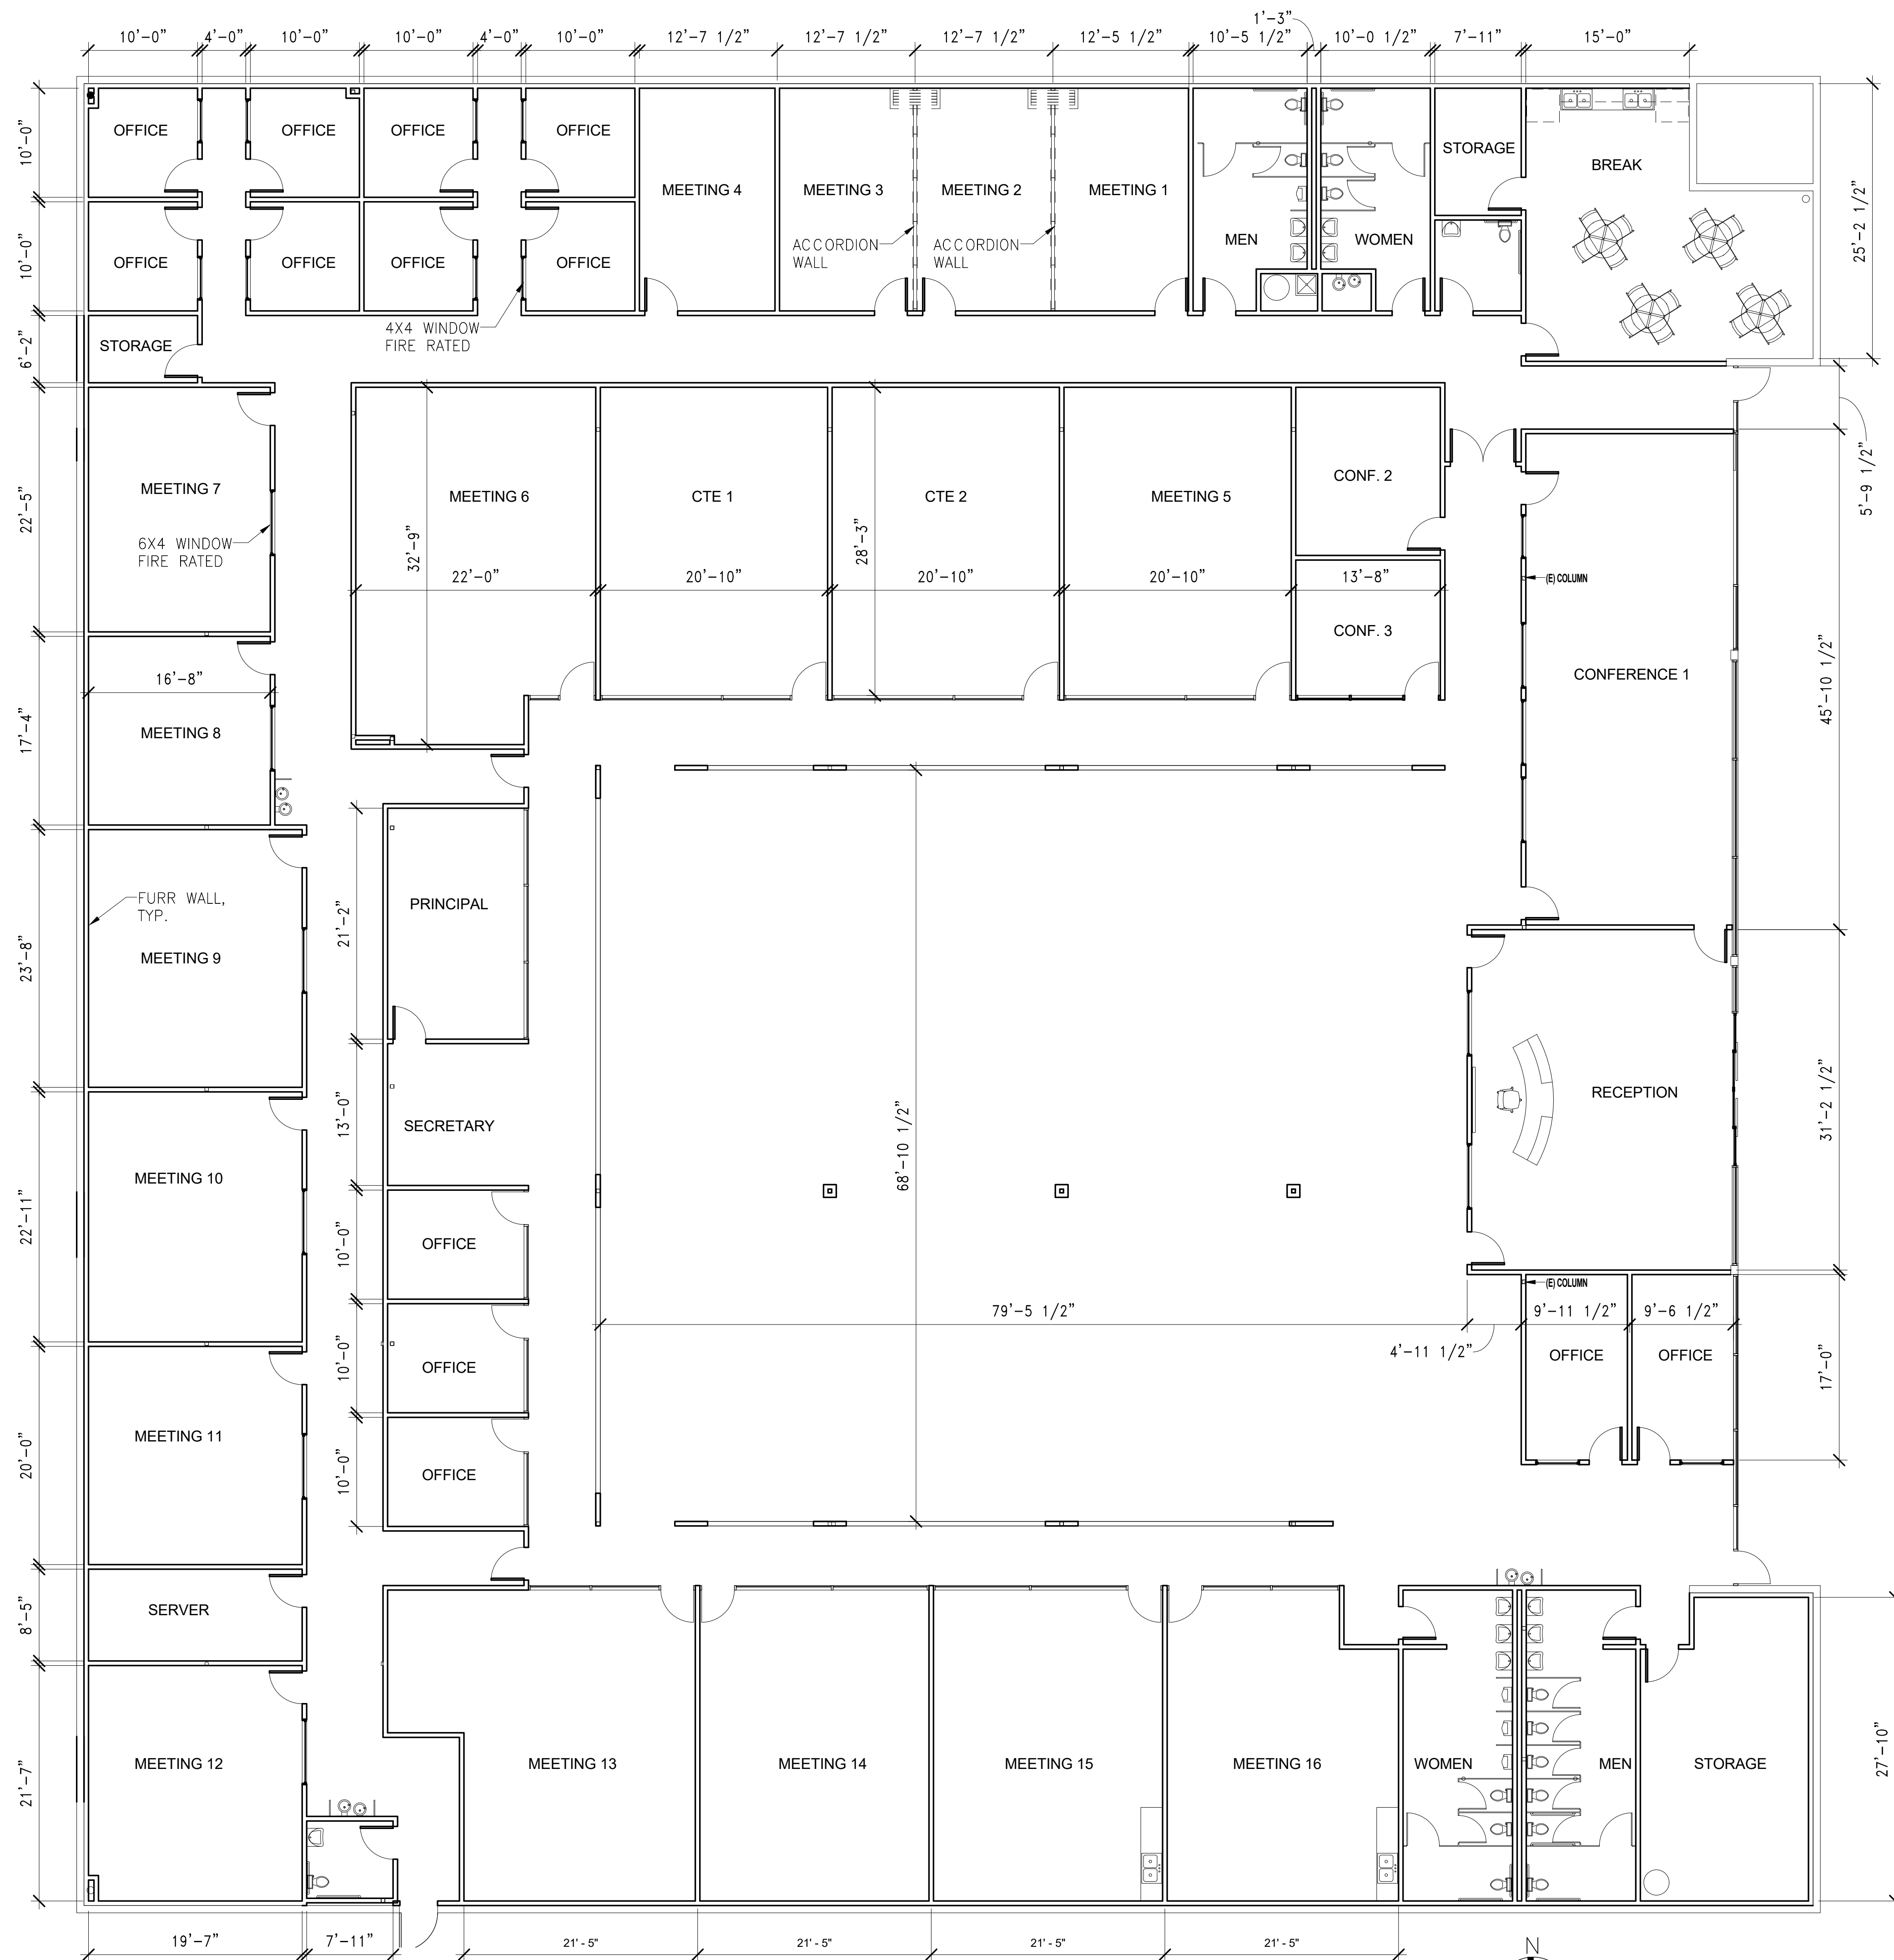 1'-3"
10'-0" 4'-0" 10'-0" 10'-0" 4'-0" 10'-0" 12'-7 1/2" 12'-7 1/2" 12'-7 1/2" 12'-5 1/2" 10'-5 1/2" 10'-0 1/2" 7'-11" 15'-0"
10'-0"
OFFICE OFFICE OFFICE OFFICE
STORAGE
BREAK
MEETING 4 MEETING 3 MEETING 2 MEETING 1
25'-2 1/2"
MEN WOMEN
ACCORDION
WALL
ACCORDION
WALL
10'-0"
OFFICE OFFICE OFFICE OFFICE
4X4 WINDOW
FIRE RATED
6'-2"
STORAGE
22'-5"
MEETING 7
6X4 WINDOW
FIRE RATED
MEETING 6 CTE 1 CTE 2 MEETING 5
CONF. 2
5'-9 1/2"
32'-9"
28'-3"
22'-0" 20'-10" 20'-10" 20'-10" 13'-8"
(E) COLUMN
CONF. 3
CONFERENCE 1
45'-10 1/2"
16'-8"
17'-4"
MEETING 8
PRINCIPAL
21'-2"
FURR WALL,
TYP.
23'-8"
MEETING 9
RECEPTION
31'-2 1/2"
13'-0"
SECRETARY
68'-10 1/2"
MEETING 10
22'-11"
10'-0"
OFFICE
(E) COLUMN
79'-5 1/2"
9'-11 1/2" 9'-6 1/2"
4'-11 1/2"
OFFICE OFFICE
17'-0"
10'-0"
OFFICE
20'-0"
MEETING 11
10'-0"
OFFICE
8'-5"
SERVER
21'-7"
MEETING 12 MEETING 13 MEETING 14 MEETING 15 MEETING 16 WOMEN MEN STORAGE
27'-10"
19'-7" 7'-11" 21' - 5" 21' - 5" 21' - 5" 21' - 5"
N